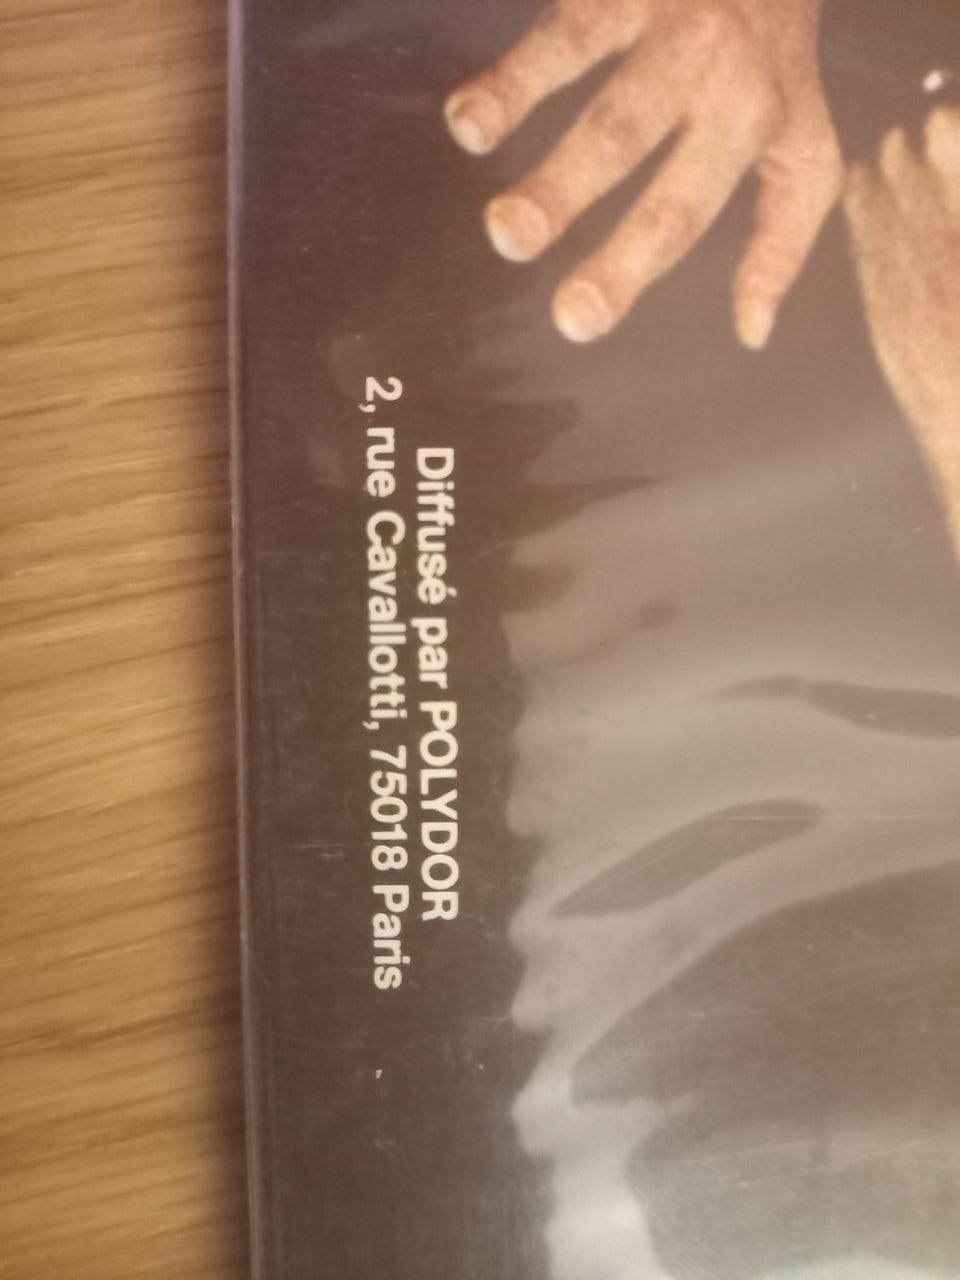 Diffusé par POLYDOR
2, rue Cavallotti, 75018 Paris